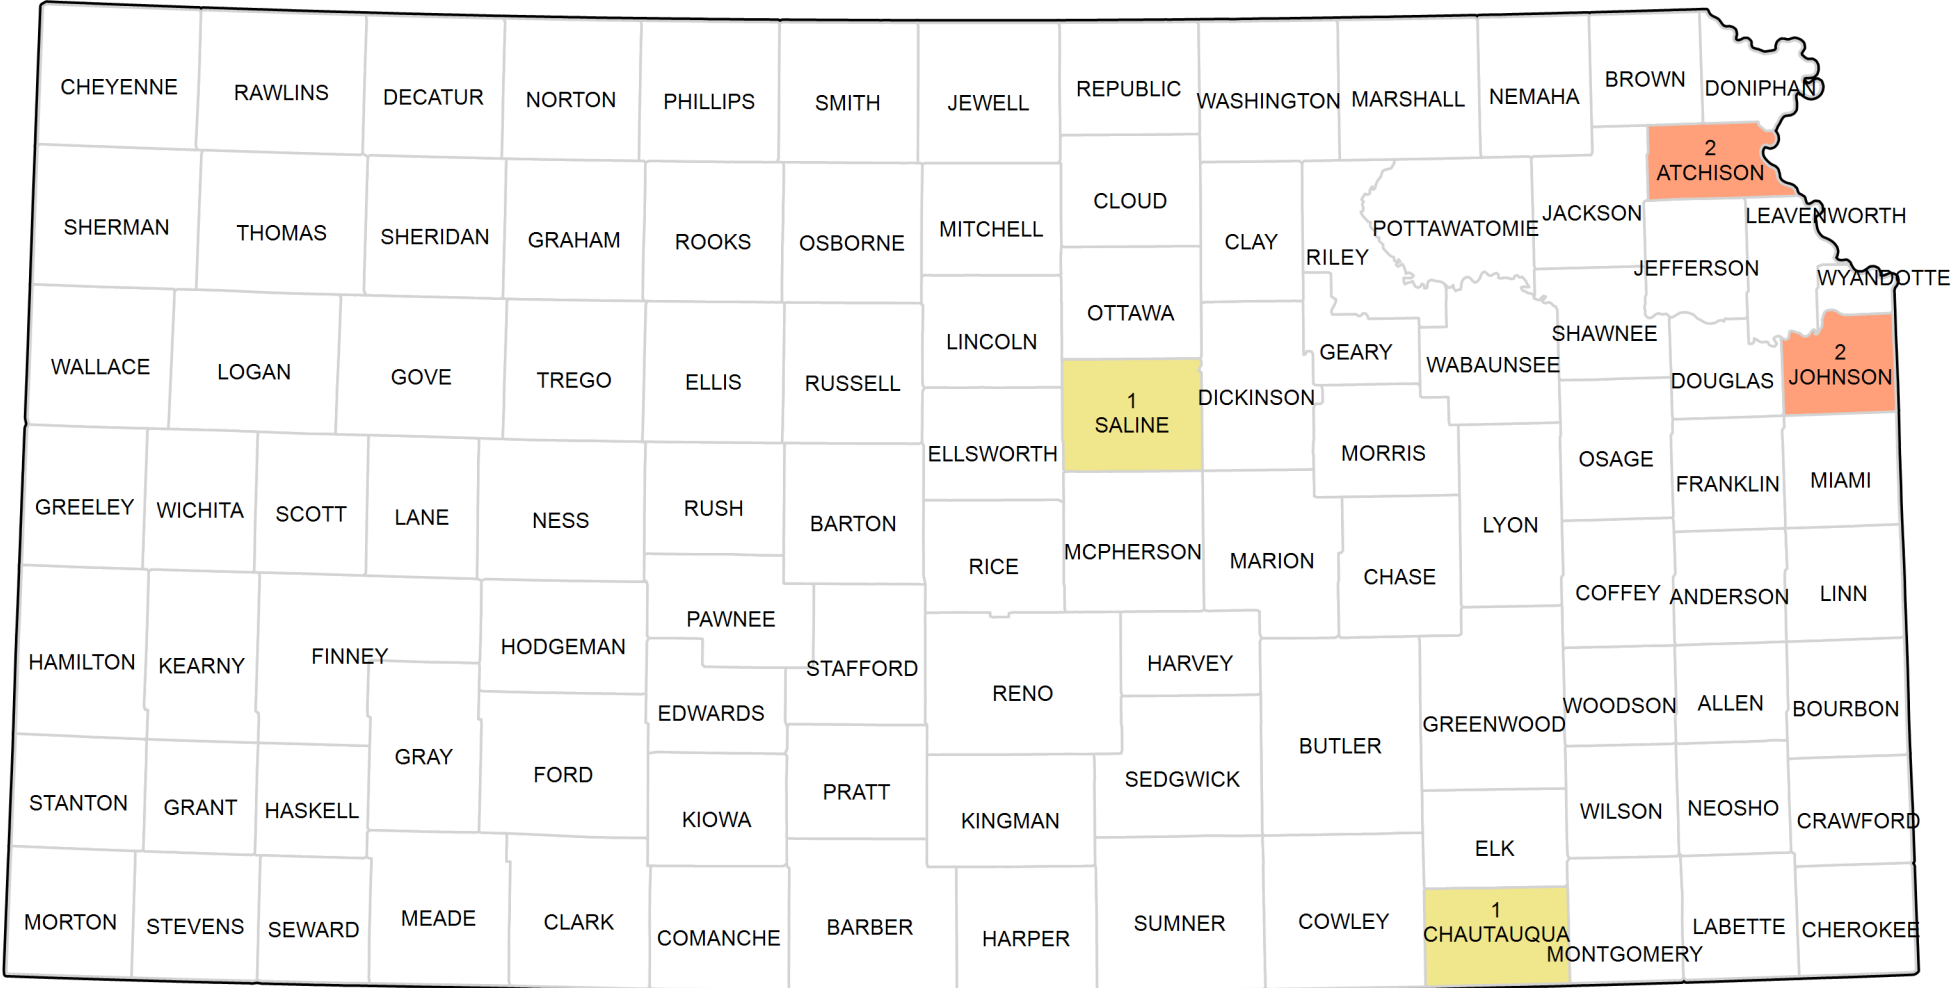 CHEYENNE
RAWLINS
DECATUR
NORTON
PHILLIPS
SMITH
JEWELL
REPUBLIC
WASHINGTON
MARSHALL
NEMAHA
BROWN
DONIPHAN
2
ATCHISON
SHERMAN
THOMAS
SHERIDAN
GRAHAM
ROOKS
OSBORNE
MITCHELL
CLOUD
CLAY
RILEY
POTTAWATOMIE
JACKSON
JEFFERSON
LEAVENWORTH
WYANDOTTE
WALLACE
LOGAN
GOVE
TREGO
ELLIS
RUSSELL
LINCOLN
OTTAWA
1
SALINE
DICKINSON
GEARY
WABAUNSEE
SHAWNEE
DOUGLAS
2
JOHNSON
GREELEY
WICHITA
SCOTT
LANE
NESS
RUSH
BARTON
ELLSWORTH
RICE
MCPHERSON
MARION
MORRIS
CHASE
LYON
OSAGE
FRANKLIN
MIAMI
COFFEY
ANDERSON
LINN
HAMILTON
KEARNY
FINNEY
HODGEMAN
PAWNEE
STAFFORD
EDWARDS
RENO
HARVEY
BUTLER
GREENWOOD
WOODSON
ALLEN
BOURBON
STANTON
GRANT
HASKELL
GRAY
FORD
KIOWA
PRATT
KINGMAN
SEDGWICK
ELK
WILSON
NEOSHO
CRAWFORD
MORTON
STEVENS
SEWARD
MEADE
CLARK
COMANCHE
BARBER
HARPER
SUMNER
COWLEY
1
CHAUTAUQUA
MONTGOMERY
LABETTE
CHEROKEE